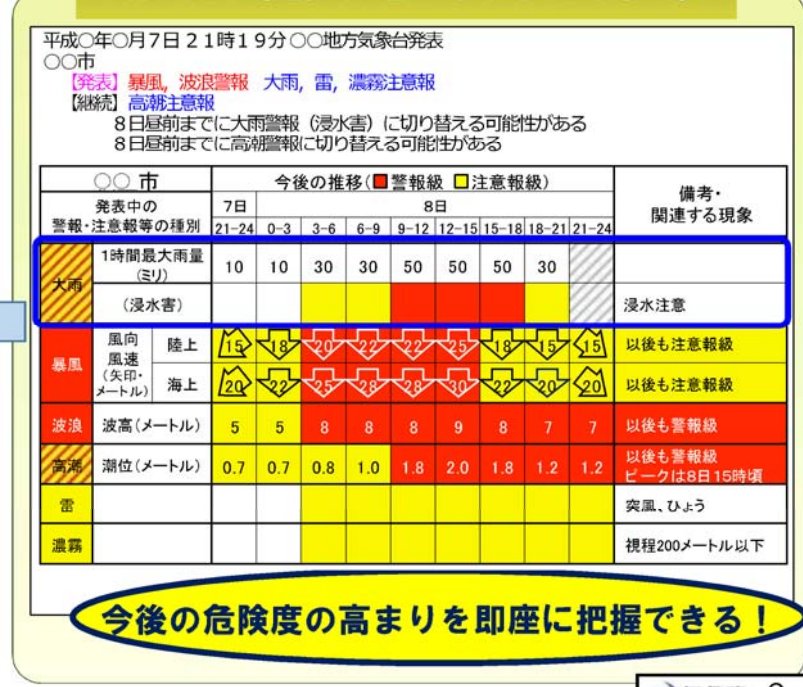 平成○年○月7日21時19分○○地方気象台発表
○○市
【発表】暴風, 波浪警報 大雨, 雷, 濃霧注意報
【継続】高潮注意報
8日昼前までに大雨警報（浸水害）に切り替える可能性がある
8日昼前までに高潮警報に切り替える可能性がある
○○ 市 今後の推移(■警報級 □注意報級) 備考・
関連する現象
発表中の
警報・注意報等の種別
7日 8日
21-24 0-3 3-6 6-9 9-12 12-15 15-18 18-21 21-24
大雨 1時間最大雨量
(ミリ) 10 10 30 30 50 50 50 30
(浸水害) 浸水注意
暴風 風向
風速
(矢印・
メートル)
陸上 15 18 20 22 22 25 18 15 15 以後も注意報級
海上 20 22 25 28 28 30 22 20 20 以後も注意報級
波浪 波高(メートル) 5 5 8 8 8 9 8 7 7 以後も警報級
高潮 潮位(メートル) 0.7 0.7 0.8 1.0 1.8 2.0 1.8 1.2 1.2 以後も警報級
ピークは8日15時頃
雷 突風、ひょう
濃霧 視程200メートル以下
今後の危険度の高まりを即座に把握できる！